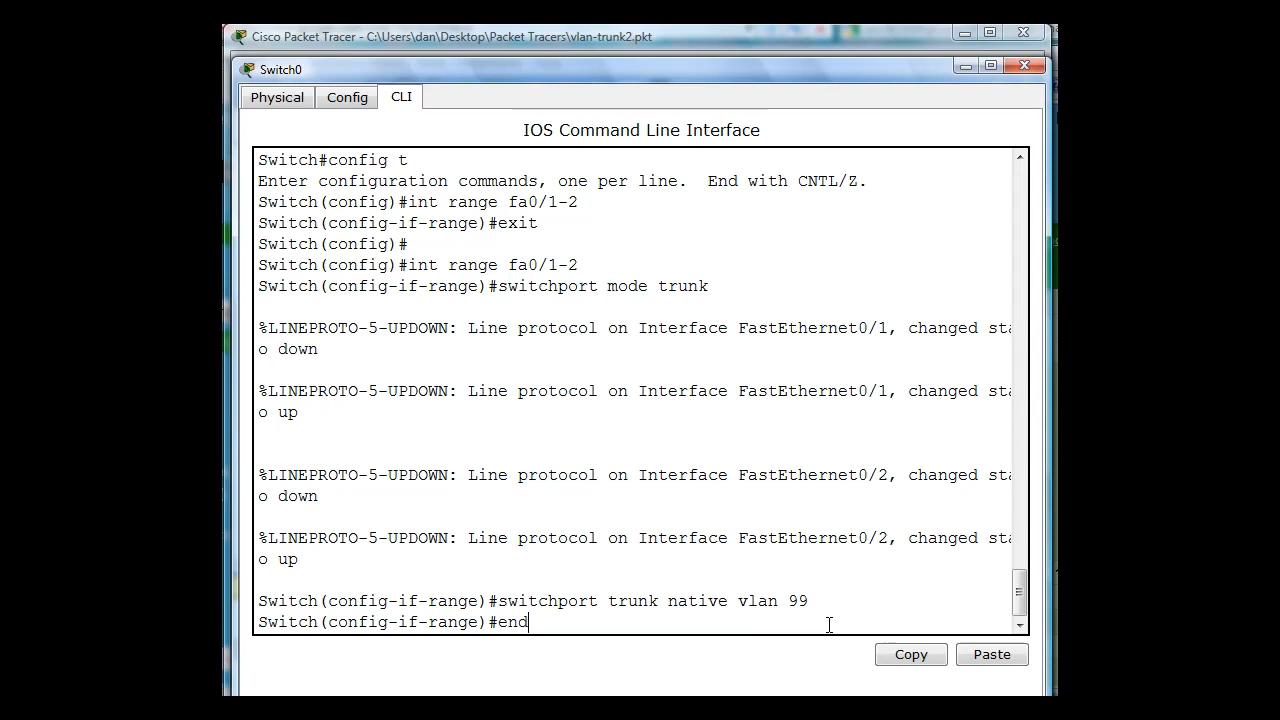 Cisco Packet Tracer - C:\Users\dan\Desktop\Packet Tracers\vlan-trunk2.pkt
Switch0
Physical Config CLI
IOS Command Line Interface
Switch#config t
Enter configuration commands, one per line.  End with CNTL/Z.
Switch(config)#int range fa0/1-2
Switch(config-if-range)#exit
Switch(config)#
Switch(config)#int range fa0/1-2
Switch(config-if-range)#switchport mode trunk
%LINEPROTO-5-UPDOWN: Line protocol on Interface FastEthernet0/1, changed sta
o down
%LINEPROTO-5-UPDOWN: Line protocol on Interface FastEthernet0/1, changed sta
o up
%LINEPROTO-5-UPDOWN: Line protocol on Interface FastEthernet0/2, changed sta
o down
%LINEPROTO-5-UPDOWN: Line protocol on Interface FastEthernet0/2, changed sta
o up
Switch(config-if-range)#switchport trunk native vlan 99
Switch(config-if-range)#end
Copy Paste